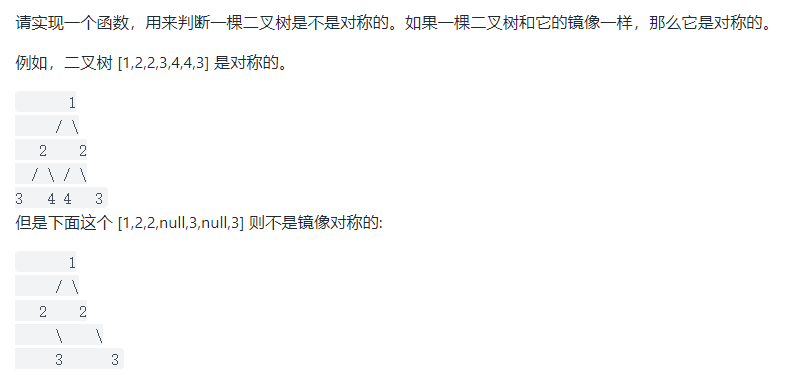 请实现一个函数，用来判断一棵二叉树是不是对称的。如果一棵二叉树和它的镜像一样，那么它是对称的。
例如，二叉树 [1,2,2,3,4,4,3] 是对称的。
1
/ \
2 2
/ \ / \
3 4 4 3
但是下面这个 [1,2,2,null,3,null,3] 则不是镜像对称的:
1
/ \
2 2
\ \
3 3